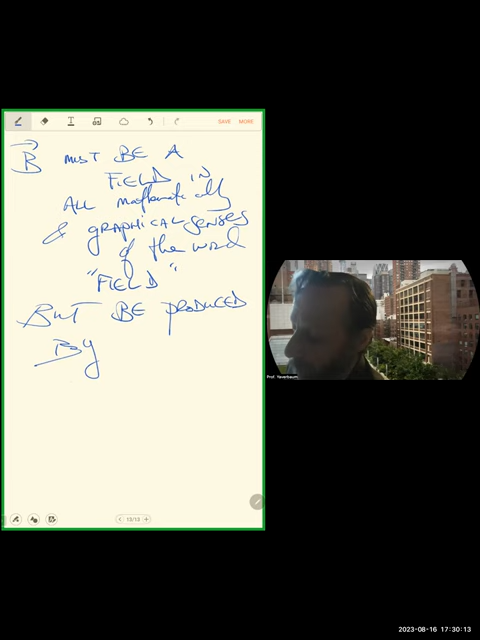 SAVE MORE
B MUST BE A
FIELD IN
ALL mathematically
& GRAPHICAL SENSES
of the word
"FIELD"
BUT BE PRODUCED
By
13/13
Prof. Yaverbaum
2023-08-16 17:30:13